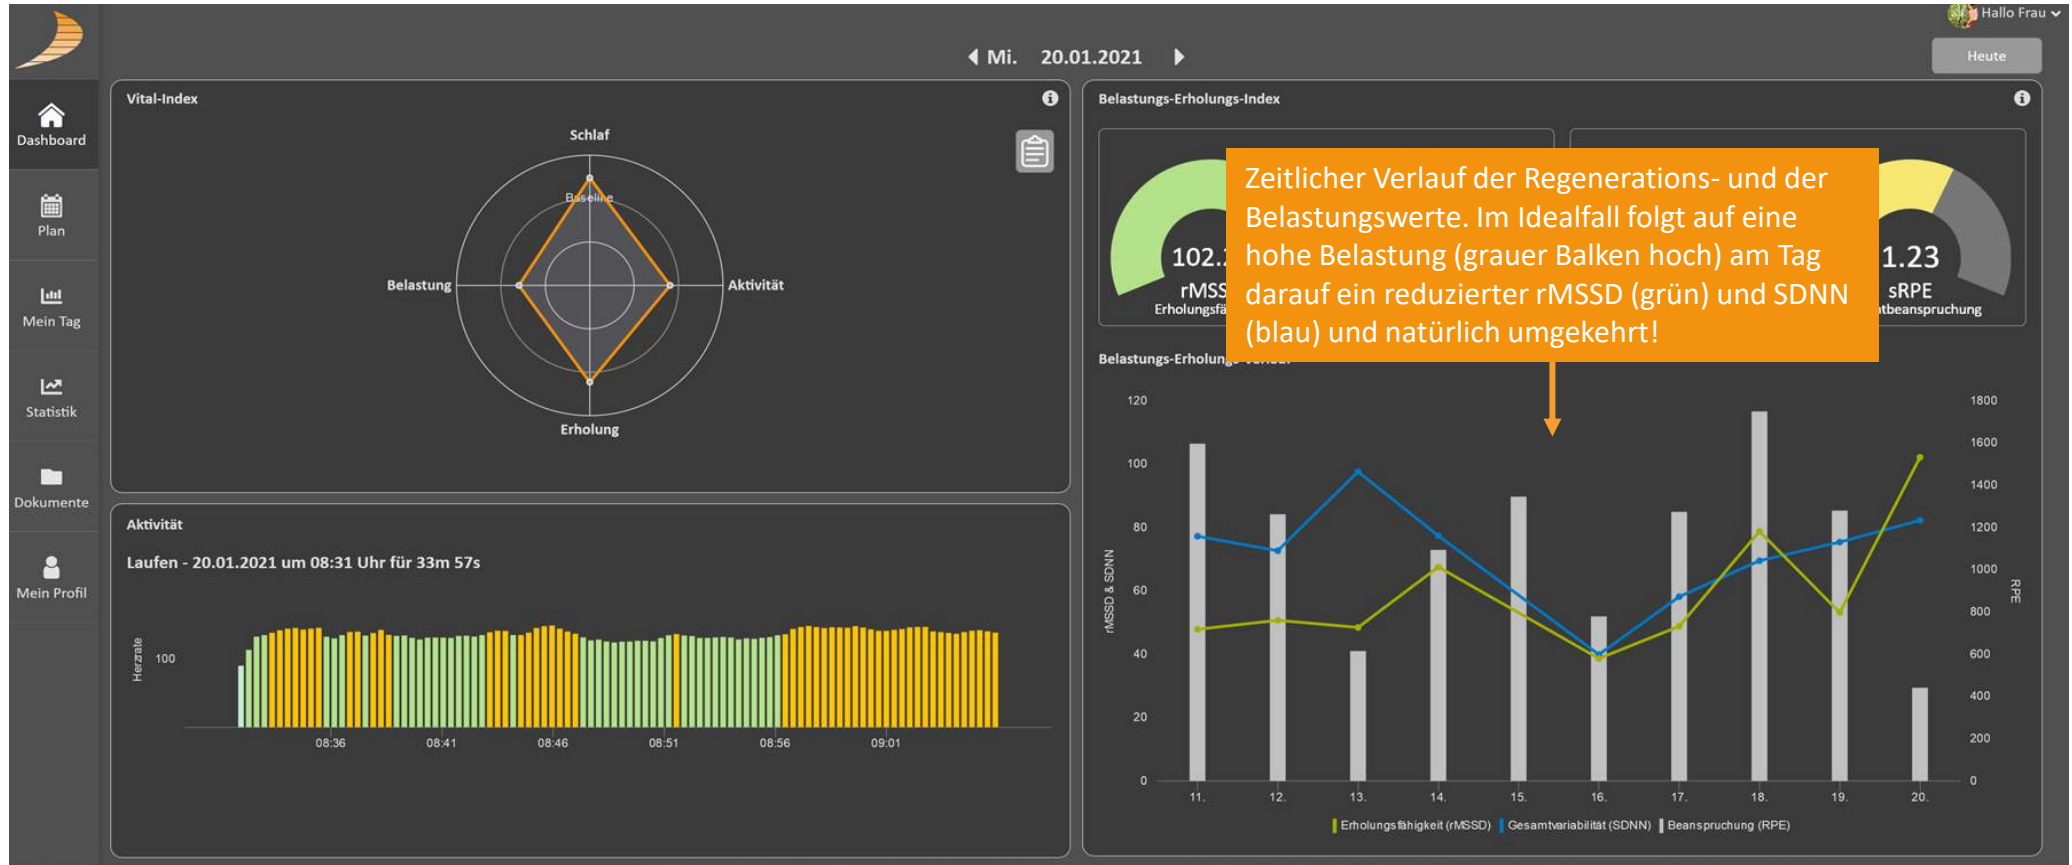 Hallo Frau
Mi. 20.01.2021
Heute
Dashboard
Plan
Mein Tag
Statistik
Dokumente
Mein Profil
Vital-Index
Schlaf
Baseline
Belastung
Aktivität
Erholung
Aktivität
Laufen - 20.01.2021 um 08:31 Uhr für 33m 57s
Herzrate
100
08:36 08:41 08:46 08:51 08:56 09:01
Belastungs-Erholungs-Index
Zeitlicher Verlauf der Regenerations- und der
Belastungswerte. Im Idealfall folgt auf eine
hohe Belastung (grauer Balken hoch) am Tag
darauf ein reduzierter rMSSD (grün) und SDNN
(blau) und natürlich umgekehrt!
1.23
sRPE
120
100
80
60
40
20
0
rMSSD & SDNN
1800
1600
1400
1200
1000
800
600
400
200
0
RPE
11. 12. 13. 14. 15. 16. 17. 18. 19. 20.
Erholungsfähigkeit (rMSSD) Gesamtvariabilität (SDNN) Beanspruchung (RPE)